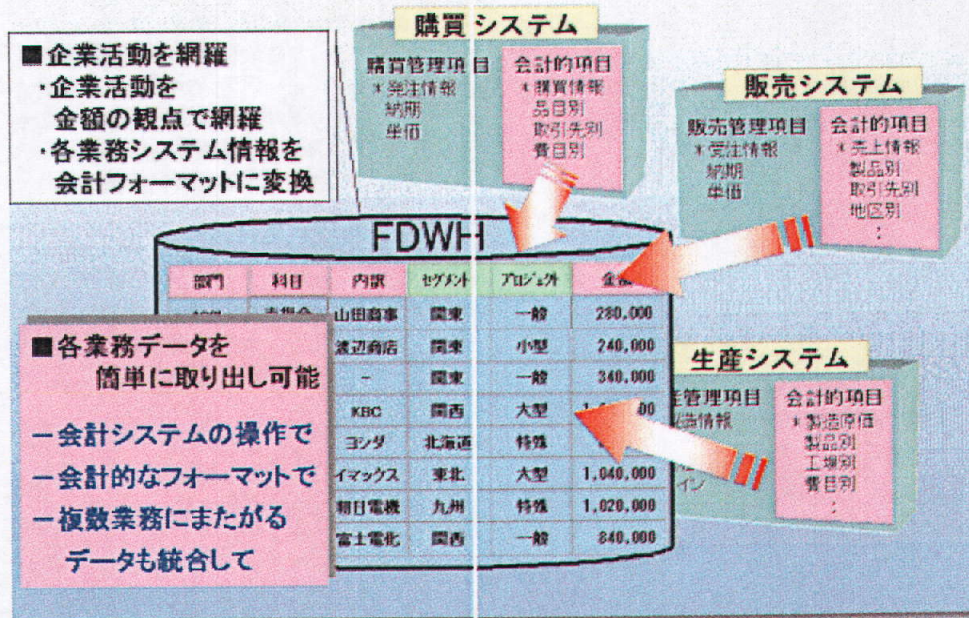 ■企業活動を網羅
・企業活動を
金額の観点で網羅
・各業務システム情報を
会計フォーマットに変換
購買システム
購買管理項目
＊発注情報
納期
単価
会計的項目
＊購買情報
品目別
取引先別
費目別
販売システム
販売管理項目
＊受注情報
納期
単価
会計的項目
＊売上情報
製品別
取引先別
地区別
：
FDWH
部門 科目 内訳 セグメント プロジェクト 金額
山田商事 関東 一般 280,000
渡辺商店 関東 小型 240,000
－ 関東 一般 340,000
KBC 関西 大型
ヨシダ 北海道 特殊
イマックス 東北 大型 1,040,000
朝日電機 九州 特殊 1,020,000
富士電化 関西 一般 840,000
■各業務データを
簡単に取り出し可能
－会計システムの操作で
－会計的なフォーマットで
－複数業務にまたがる
データも統合して
生産システム
管理項目
製造情報
イン
会計的項目
＊製造原価
製品別
工場別
費目別
：